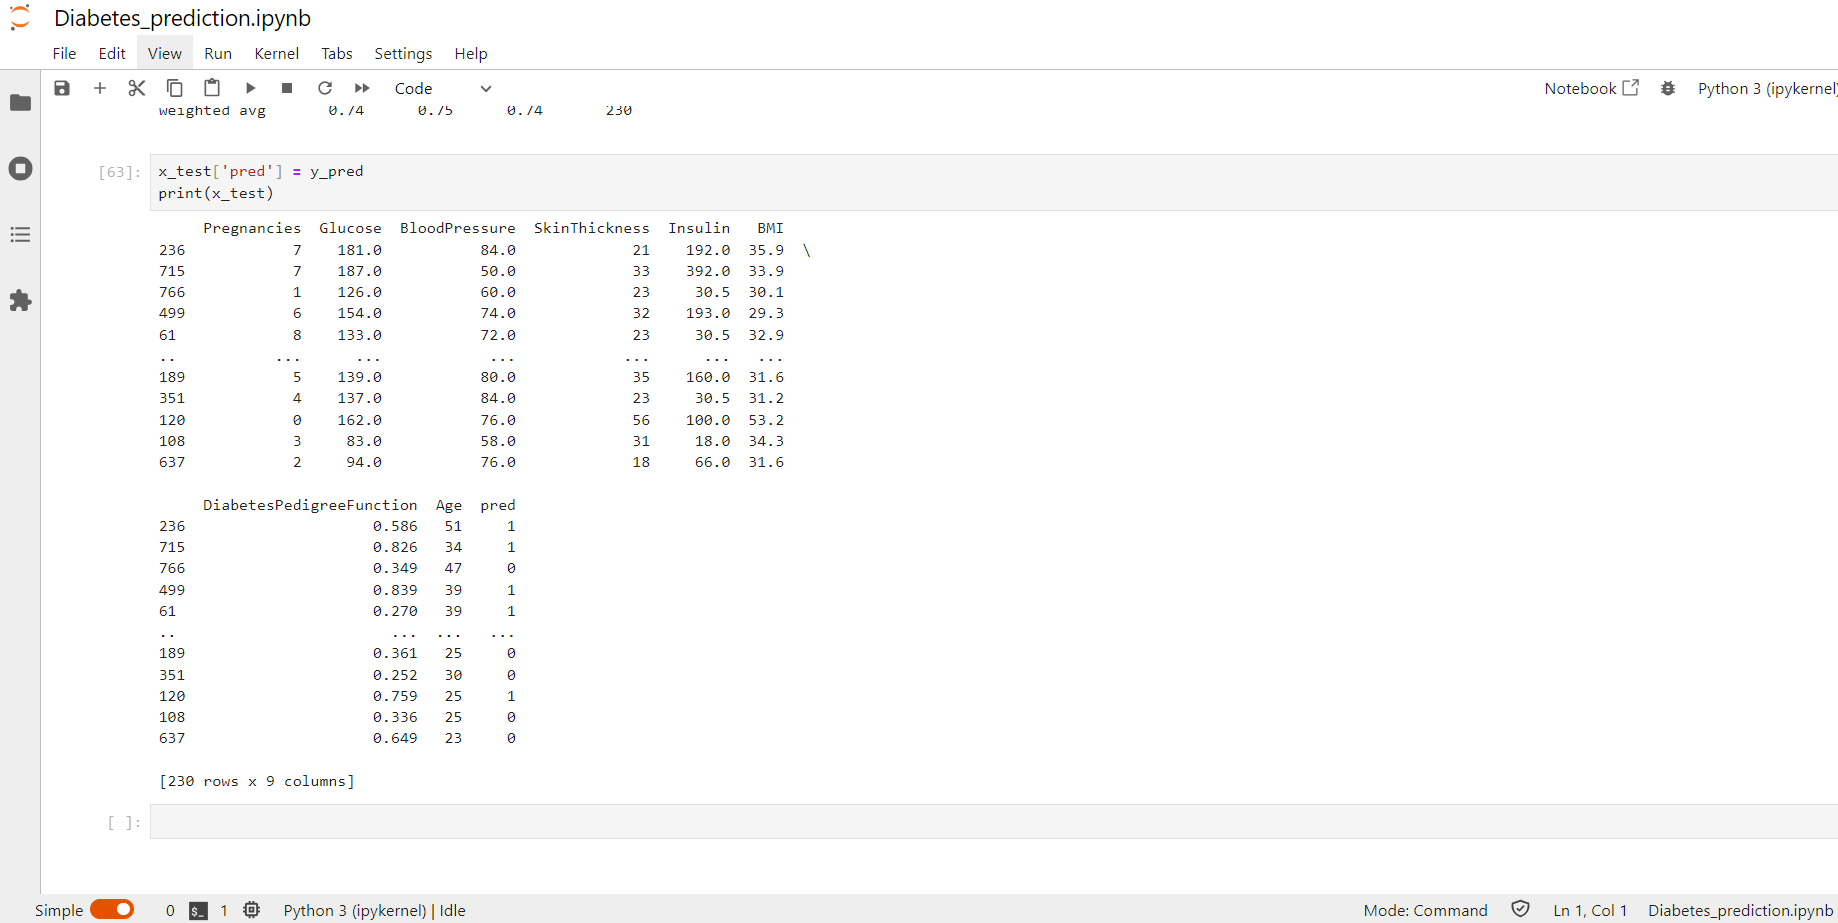 Diabetes_prediction.ipynb
File Edit View Run Kernel Tabs Settings Help
Code Notebook Python 3 (ipykernel)
weighted avg 0.74 0.75 0.74 230
[63]: x_test['pred'] = y_pred
print(x_test)
Pregnancies Glucose BloodPressure SkinThickness Insulin BMI
236 7 181.0 84.0 21 192.0 35.9 \
715 7 187.0 50.0 33 392.0 33.9
766 1 126.0 60.0 23 30.5 30.1
499 6 154.0 74.0 32 193.0 29.3
61 8 133.0 72.0 23 30.5 32.9
.. ... ... ... ... ... ...
189 5 139.0 80.0 35 160.0 31.6
351 4 137.0 84.0 23 30.5 31.2
120 0 162.0 76.0 56 100.0 53.2
108 3 83.0 58.0 31 18.0 34.3
637 2 94.0 76.0 18 66.0 31.6
DiabetesPedigreeFunction Age pred
236 0.586 51 1
715 0.826 34 1
766 0.349 47 0
499 0.839 39 1
61 0.270 39 1
.. ... ... ...
189 0.361 25 0
351 0.252 30 0
120 0.759 25 1
108 0.336 25 0
637 0.649 23 0
[230 rows x 9 columns]
[ ]:
Simple 0 $_ 1 Python 3 (ipykernel) | Idle Mode: Command Ln 1, Col 1 Diabetes_prediction.ipynb